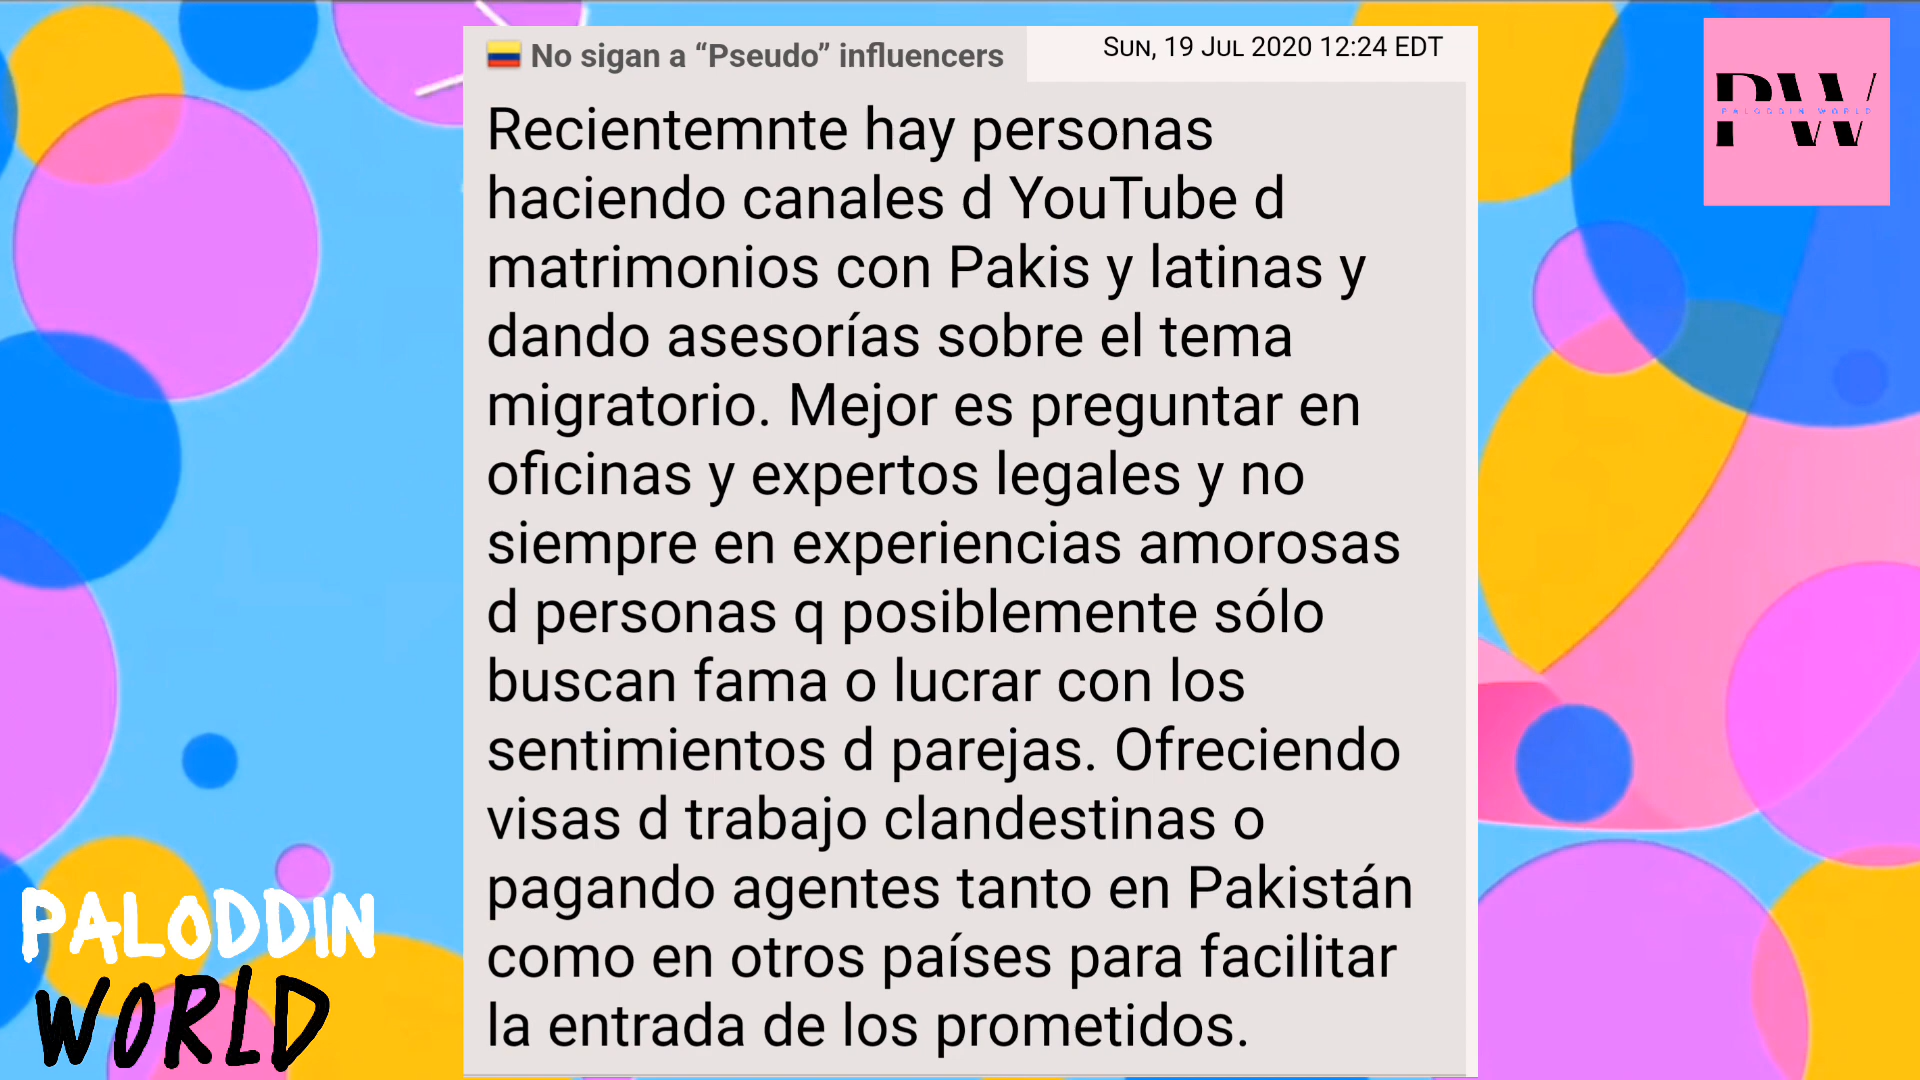 No sigan a “Pseudo” influencers
SUN, 19 JUL 2020 12:24 EDT
PW
PALODDIN WORLD
Recientemnte hay personas
haciendo canales d YouTube d
matrimonios con Pakis y latinas y
dando asesorías sobre el tema
migratorio. Mejor es preguntar en
oficinas y expertos legales y no
siempre en experiencias amorosas
d personas q posiblemente sólo
buscan fama o lucrar con los
sentimientos d parejas. Ofreciendo
visas d trabajo clandestinas o
pagando agentes tanto en Pakistán
como en otros países para facilitar
la entrada de los prometidos.
PALODDIN
WORLD